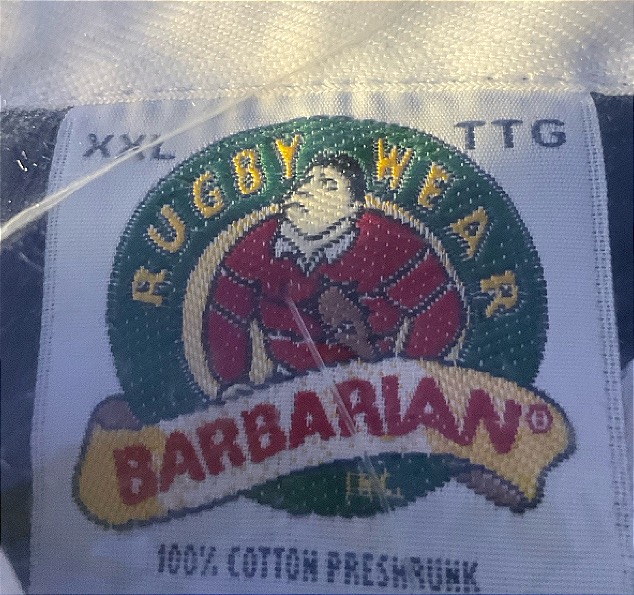 XXL TTG
RUGBY WEAR
BARBARIAN®
100% COTTON PRESHRUNK